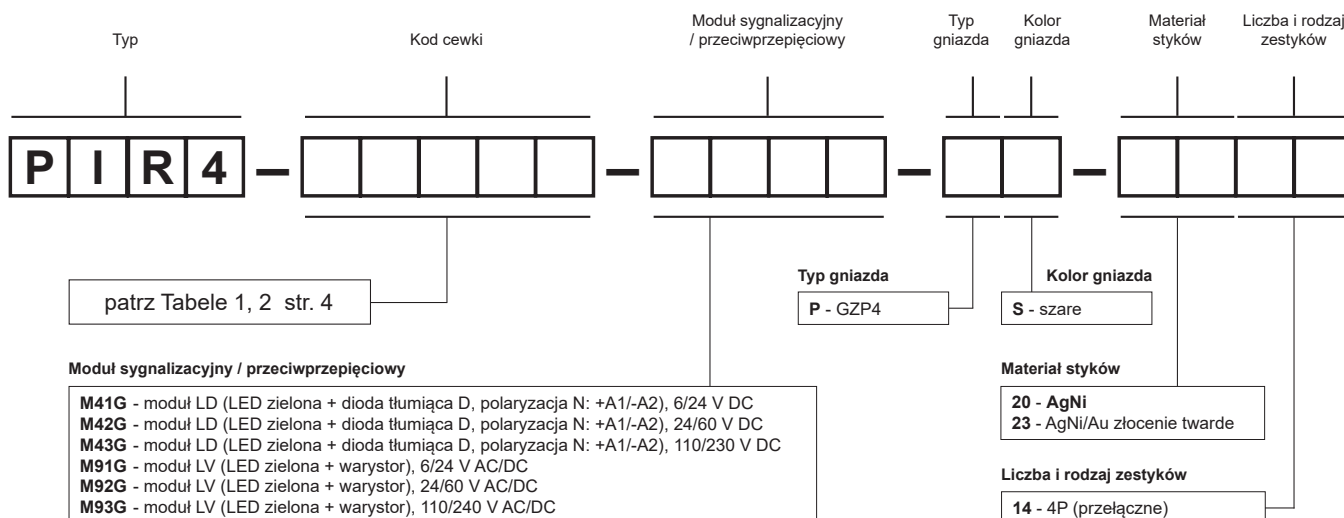 Typ
Kod cewki
Moduł sygnalizacyjny
/ przeciwprzepięciowy
Typ
gniazda
Kolor
gniazda
Materiał
styków
Liczba i rodzaj
zestyków
P I R 4 – – – –
patrz Tabele 1, 2 str. 4
Typ gniazda
P - GZP4
Kolor gniazda
S - szare
Moduł sygnalizacyjny / przeciwprzepięciowy
M41G - moduł LD (LED zielona + dioda tłumiąca D, polaryzacja N: +A1/-A2), 6/24 V DC
M42G - moduł LD (LED zielona + dioda tłumiąca D, polaryzacja N: +A1/-A2), 24/60 V DC
M43G - moduł LD (LED zielona + dioda tłumiąca D, polaryzacja N: +A1/-A2), 110/230 V DC
M91G - moduł LV (LED zielona + warystor), 6/24 V AC/DC
M92G - moduł LV (LED zielona + warystor), 24/60 V AC/DC
M93G - moduł LV (LED zielona + warystor), 110/240 V AC/DC
Materiał styków
20 - AgNi
23 - AgNi/Au złocenie twarde
Liczba i rodzaj zestyków
14 - 4P (przełączne)